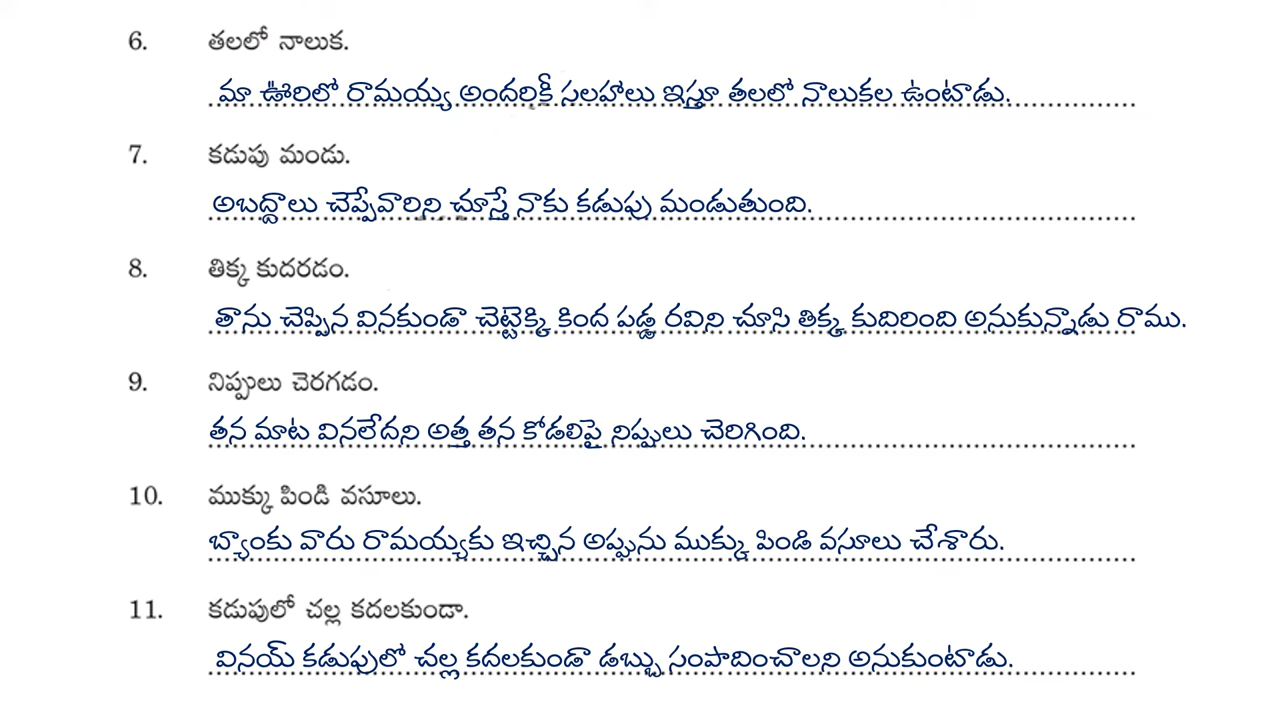 6. తలలో నాలుక.
మా ఊరిలో రామయ్య అందరికీ సలహాలు ఇస్తూ తలలో నాలుకల ఉంటాడు.
7. కడుపు మండు.
అబద్దాలు చెప్పేవారిని చూస్తే నాకు కడుపు మండుతుంది.
8. తిక్క కుదరడం.
తాను చెప్పిన వినకుండా చెట్టెక్కి కింద పడ్డ రవిని చూసి తిక్క కుదిరింది అనుకున్నాడు రాము.
9. నిప్పులు చెరగడం.
తన మాట వినలేదని అత్త తన కోడలిపై నిప్పులు చెరిగింది.
10. ముక్కు పిండి వసూలు.
బ్యాంకు వారు రామయ్యకు ఇచ్చిన అప్పును ముక్కు పిండి వసూలు చేశారు.
11. కడుపులో చల్ల కదలకుండా.
వినయ్ కడుపులో చల్ల కదలకుండా డబ్బు సంపాదించాలని అనుకుంటాడు.